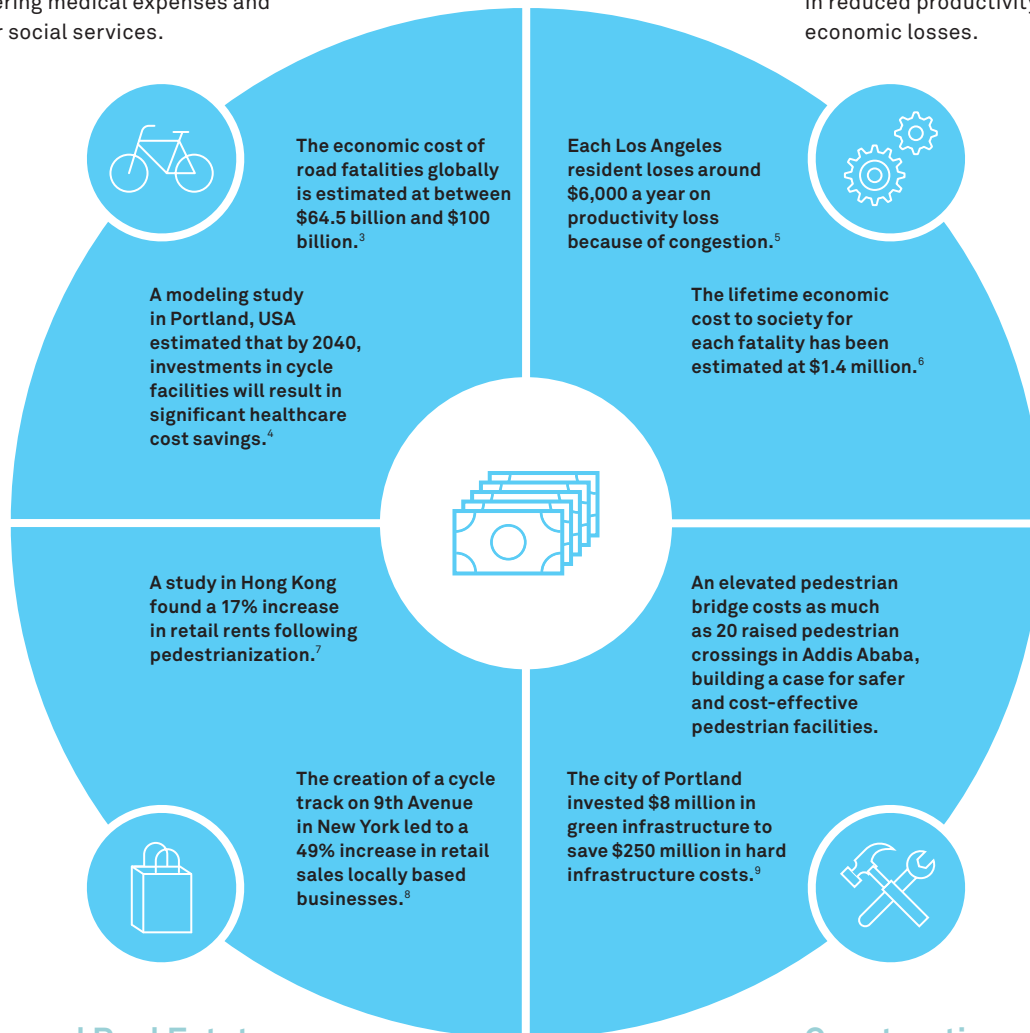 medical expenses and
social services.
in reduced productivity
economic losses.
The economic cost of
road fatalities globally
is estimated at between
$64.5 billion and $100
billion.3
A modeling study
in Portland, USA
estimated that by 2040,
investments in cycle
facilities will result in
significant healthcare
cost savings.4
Each Los Angeles
resident loses around
$6,000 a year on
productivity loss
because of congestion.5
The lifetime economic
cost to society for
each fatality has been
estimated at $1.4 million.6
A study in Hong Kong
found a 17% increase
in retail rents following
pedestrianization.7
The creation of a cycle
track on 9th Avenue
in New York led to a
49% increase in retail
sales locally based
businesses.8
An elevated pedestrian
bridge costs as much
as 20 raised pedestrian
crossings in Addis Ababa,
building a case for safer
and cost-effective
pedestrian facilities.
The city of Portland
invested $8 million in
green infrastructure to
save $250 million in hard
infrastructure costs.9